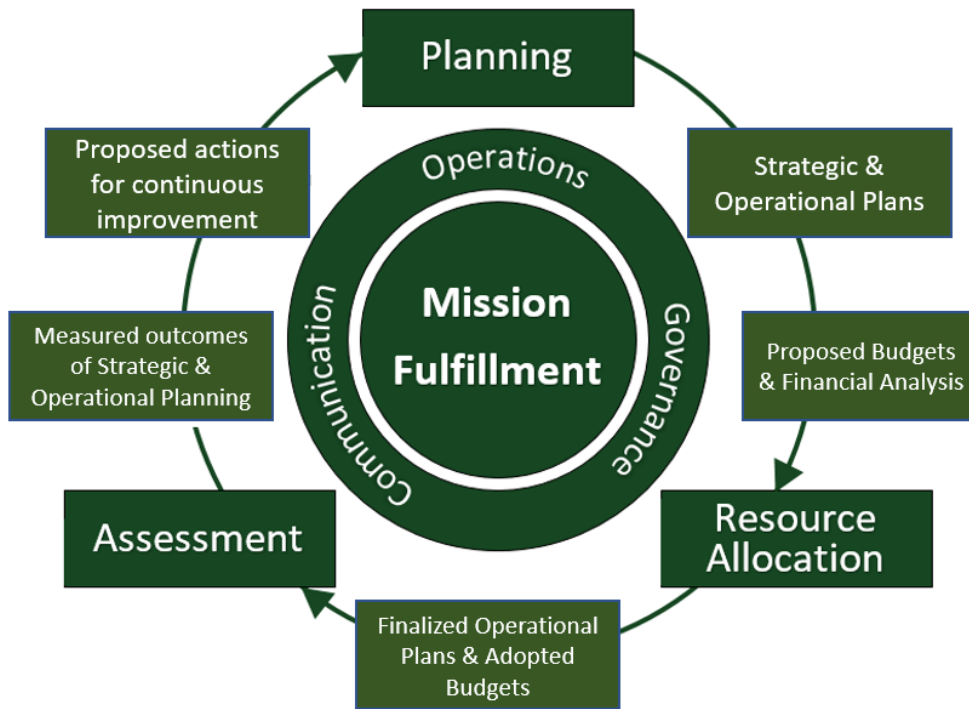 Planning
Proposed actions
for continuous
improvement
Operations
Strategic &
Operational Plans
Mission
Fulfillment
Communication
Governance
Measured outcomes
of Strategic &
Operational Planning
Proposed Budgets
& Financial Analysis
Assessment
Resource
Allocation
Finalized Operational
Plans & Adopted
Budgets